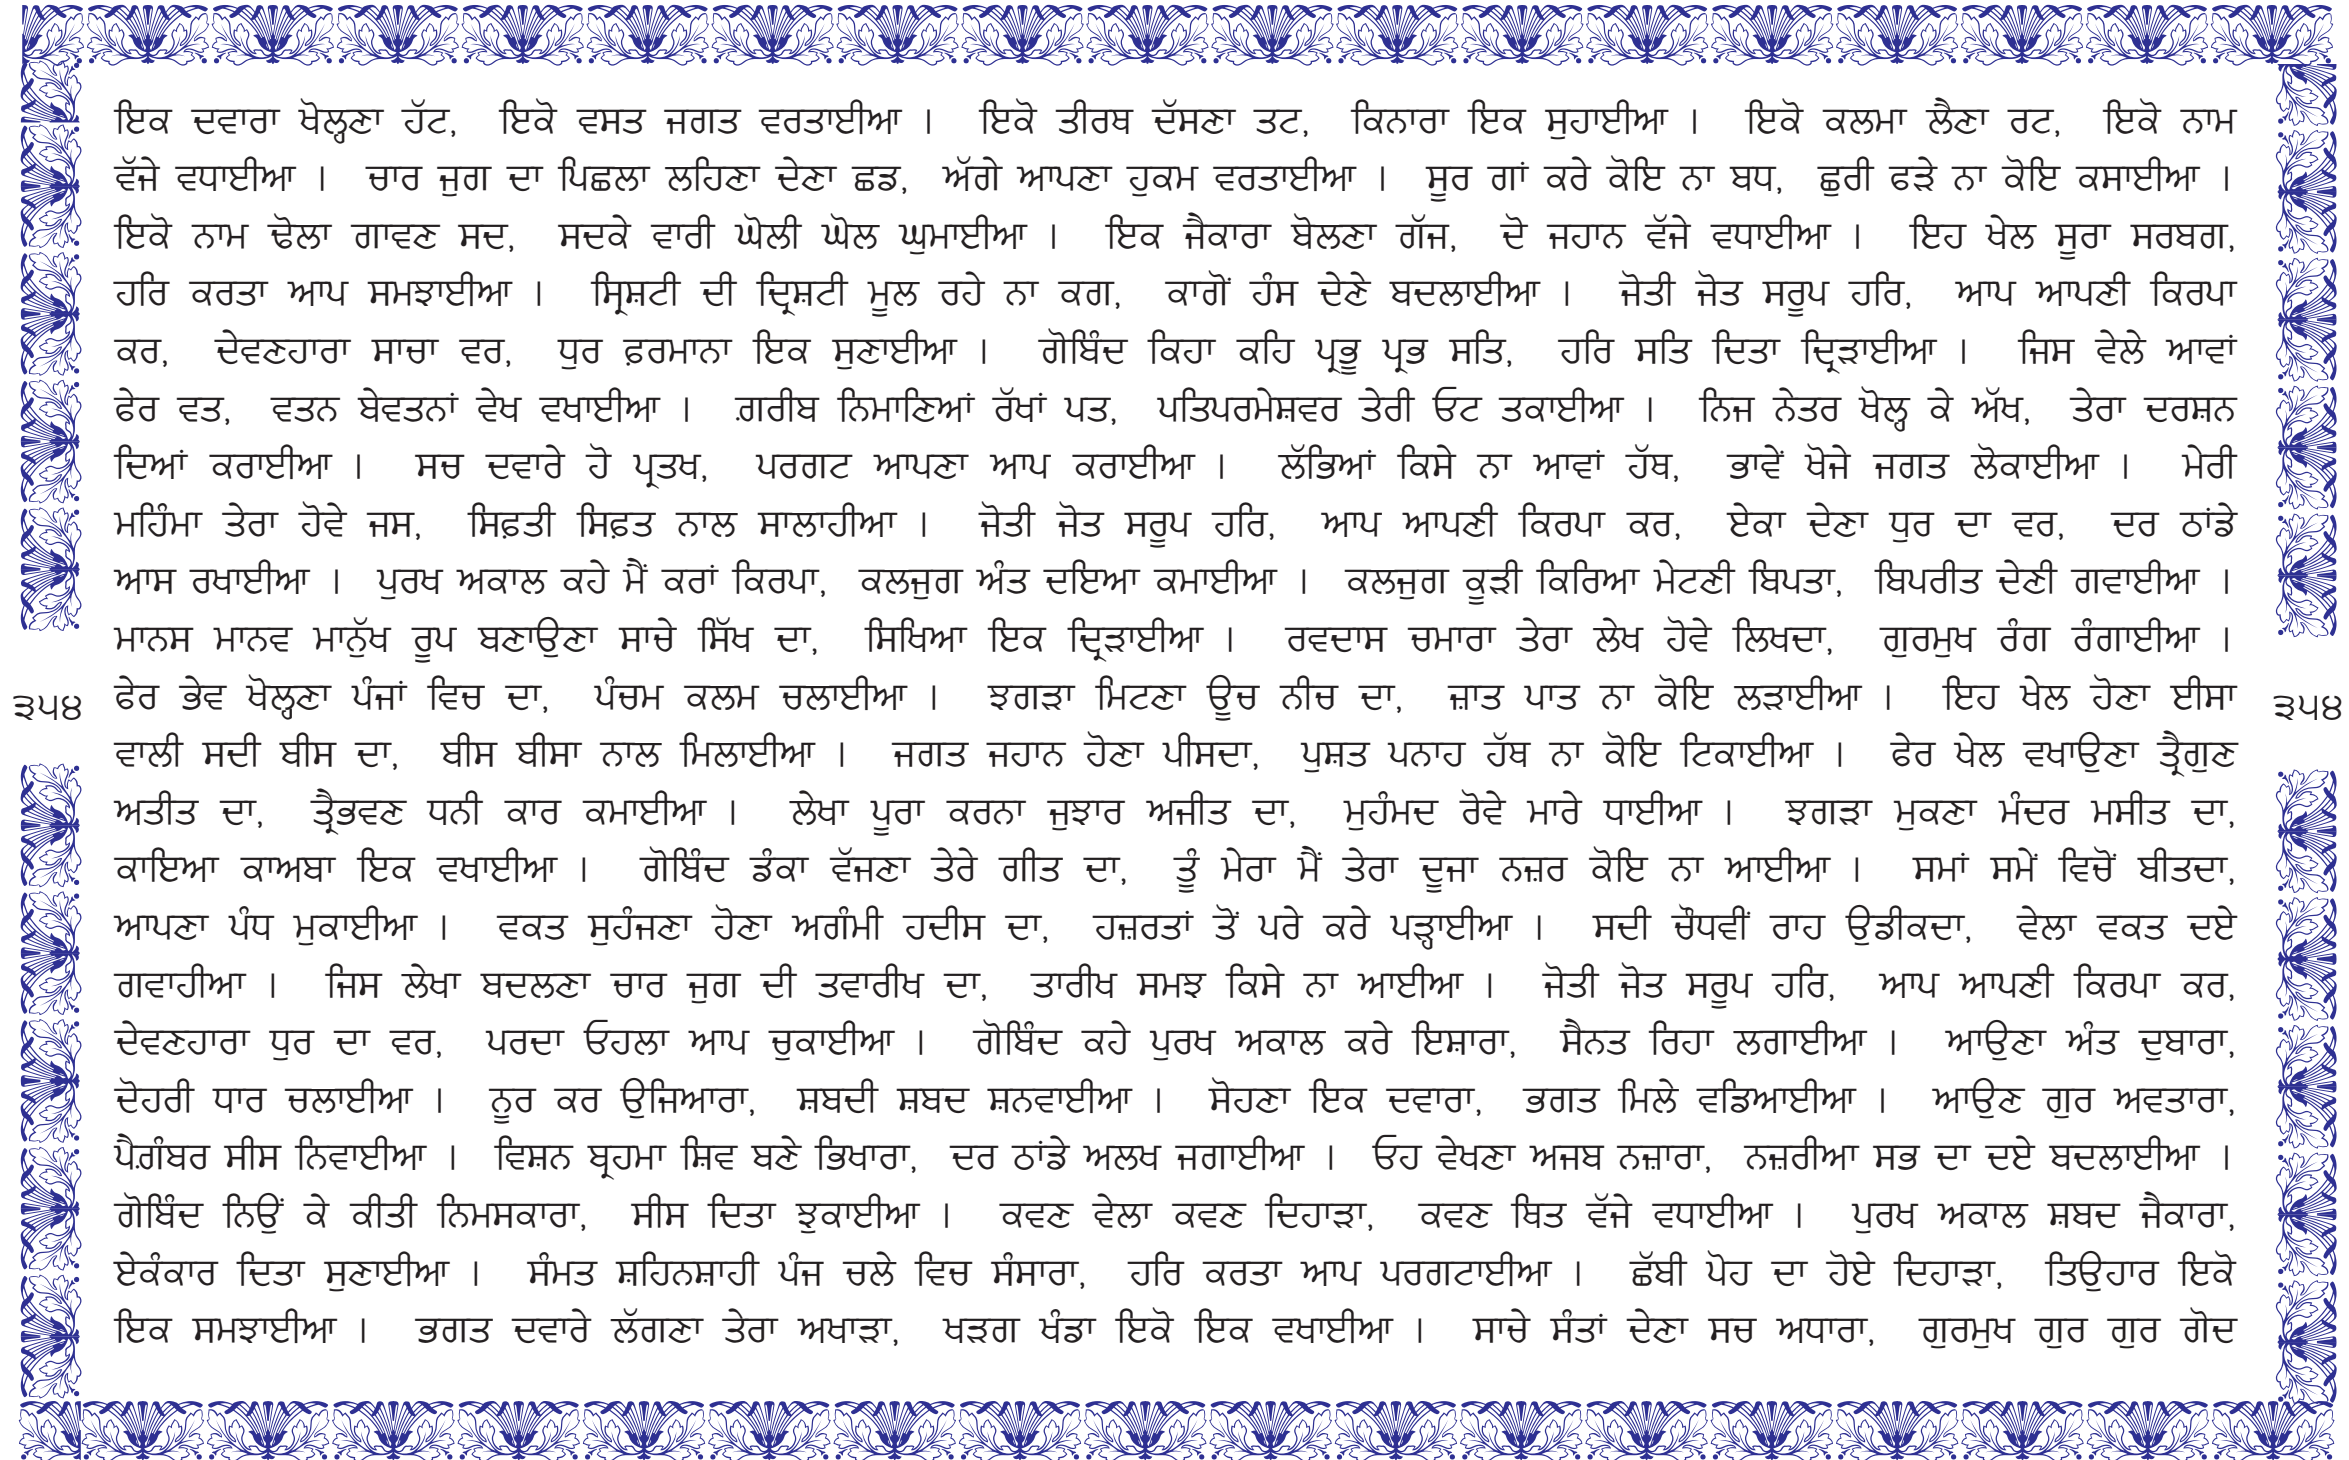 ਇਕ ਦਵਾਰਾ ਖੋਲ੍ਹਣਾ ਹੱਟ, ਇਕੋ ਵਸਤ ਜਗਤ ਵਰਤਾਈਆ । ਇਕੋ ਤੀਰਥ ਦੱਸਣਾ ਤਟ, ਕਿਨਾਰਾ ਇਕ ਸੁਹਾਈਆ । ਇਕੋ ਕਲਮਾ ਲੈਣਾ ਰਟ, ਇਕੋ ਨਾਮ
ਵੱਜੇ ਵਧਾਈਆ । ਚਾਰ ਜੁਗ ਦਾ ਪਿਛਲਾ ਲਹਿਣਾ ਦੇਣਾ ਛਡ, ਅੱਗੇ ਆਪਣਾ ਹੁਕਮ ਵਰਤਾਈਆ । ਸੂਰ ਗਾਂ ਕਰੇ ਕੋਇ ਨਾ ਬਧ, ਛੁਰੀ ਫੜੇ ਨਾ ਕੋਇ ਕਸਾਈਆ ।
ਇਕੋ ਨਾਮ ਢੋਲਾ ਗਾਵਣ ਸਦ, ਸਦਕੇ ਵਾਰੀ ਘੋਲੀ ਘੋਲ ਘੁਮਾਈਆ । ਇਕ ਜੈਕਾਰਾ ਬੋਲਣਾ ਗੱਜ, ਦੋ ਜਹਾਨ ਵੱਜੇ ਵਧਾਈਆ । ਇਹ ਖੇਲ ਸੂਰਾ ਸਰਬਗ,
ਹਰਿ ਕਰਤਾ ਆਪ ਸਮਝਾਈਆ । ਸ੍ਰਿਸ਼ਟੀ ਦੀ ਦ੍ਰਿਸ਼ਟੀ ਮੂਲ ਰਹੇ ਨਾ ਕਗ, ਕਾਗੋਂ ਹੰਸ ਦੇਣੇ ਬਦਲਾਈਆ । ਜੋਤੀ ਜੋਤ ਸਰੂਪ ਹਰਿ, ਆਪ ਆਪਣੀ ਕਿਰਪਾ
ਕਰ, ਦੇਵਣਹਾਰਾ ਸਾਚਾ ਵਰ, ਧੁਰ ਫ਼ਰਮਾਨਾ ਇਕ ਸੁਣਾਈਆ । ਗੋਬਿੰਦ ਕਿਹਾ ਕਹਿ ਪ੍ਰਭੂ ਪ੍ਰਭ ਸਤਿ, ਹਰਿ ਸਤਿ ਦਿਤਾ ਦ੍ਰਿੜਾਈਆ । ਜਿਸ ਵੇਲੇ ਆਵਾਂ
ਫੇਰ ਵਤ, ਵਤਨ ਬੇਵਤਨਾਂ ਵੇਖ ਵਖਾਈਆ । ਗ਼ਰੀਬ ਨਿਮਾਣਿਆਂ ਰੱਖਾਂ ਪਤ, ਪਤਿਪਰਮੇਸ਼ਵਰ ਤੇਰੀ ਓਟ ਤਕਾਈਆ । ਨਿਜ ਨੇਤਰ ਖੋਲ੍ਹ ਕੇ ਅੱਖ, ਤੇਰਾ ਦਰਸ਼ਨ
ਦਿਆਂ ਕਰਾਈਆ । ਸਚ ਦਵਾਰੇ ਹੋ ਪ੍ਰਤਖ, ਪਰਗਟ ਆਪਣਾ ਆਪ ਕਰਾਈਆ । ਲੱਭਿਆਂ ਕਿਸੇ ਨਾ ਆਵਾਂ ਹੱਥ, ਭਾਵੇਂ ਖੋਜੇ ਜਗਤ ਲੋਕਾਈਆ । ਮੇਰੀ
ਮਹਿੰਮਾ ਤੇਰਾ ਹੋਵੇ ਜਸ, ਸਿਫ਼ਤੀ ਸਿਫ਼ਤ ਨਾਲ ਸਾਲਾਹੀਆ । ਜੋਤੀ ਜੋਤ ਸਰੂਪ ਹਰਿ, ਆਪ ਆਪਣੀ ਕਿਰਪਾ ਕਰ, ਏਕਾ ਦੇਣਾ ਧੁਰ ਦਾ ਵਰ, ਦਰ ਠਾਂਡੇ
ਆਸ ਰਖਾਈਆ । ਪੁਰਖ ਅਕਾਲ ਕਹੇ ਮੈਂ ਕਰਾਂ ਕਿਰਪਾ, ਕਲਜੁਗ ਅੰਤ ਦਇਆ ਕਮਾਈਆ । ਕਲਜੁਗ ਕੂੜੀ ਕਿਰਿਆ ਮੇਟਣੀ ਬਿਪਤਾ, ਬਿਪਰੀਤ ਦੇਣੀ ਗਵਾਈਆ ।
ਮਾਨਸ ਮਾਨਵ ਮਾਨੁੱਖ ਰੂਪ ਬਣਾਉਣਾ ਸਾਚੇ ਸਿੱਖ ਦਾ, ਸਿਖਿਆ ਇਕ ਦ੍ਰਿੜਾਈਆ । ਰਵਦਾਸ ਚਮਾਰਾ ਤੇਰਾ ਲੇਖ ਹੋਵੇ ਲਿਖਦਾ, ਗੁਰਮੁਖ ਰੰਗ ਰੰਗਾਈਆ ।
ਫੇਰ ਭੇਵ ਖੋਲ੍ਹਣਾ ਪੰਜਾਂ ਵਿਚ ਦਾ, ਪੰਚਮ ਕਲਮ ਚਲਾਈਆ । ਝਗੜਾ ਮਿਟਣਾ ਊਚ ਨੀਚ ਦਾ, ਜ਼ਾਤ ਪਾਤ ਨਾ ਕੋਇ ਲੜਾਈਆ । ਇਹ ਖੇਲ ਹੋਣਾ ਈਸਾ
੩੫੪ ੩੫੪
ਵਾਲੀ ਸਦੀ ਬੀਸ ਦਾ, ਬੀਸ ਬੀਸਾ ਨਾਲ ਮਿਲਾਈਆ । ਜਗਤ ਜਹਾਨ ਹੋਣਾ ਪੀਸਦਾ, ਪੁਸ਼ਤ ਪਨਾਹ ਹੱਥ ਨਾ ਕੋਇ ਟਿਕਾਈਆ । ਫੇਰ ਖੇਲ ਵਖਾਉਣਾ ਤ੍ਰੈਗੁਣ
ਅਤੀਤ ਦਾ, ਤ੍ਰੈਭਵਣ ਧਨੀ ਕਾਰ ਕਮਾਈਆ । ਲੇਖਾ ਪੂਰਾ ਕਰਨਾ ਜੁਝਾਰ ਅਜੀਤ ਦਾ, ਮੁਹੰਮਦ ਰੋਵੇ ਮਾਰੇ ਧਾਈਆ । ਝਗੜਾ ਮੁਕਣਾ ਮੰਦਰ ਮਸੀਤ ਦਾ,
ਕਾਇਆ ਕਾਅਬਾ ਇਕ ਵਖਾਈਆ । ਗੋਬਿੰਦ ਡੰਕਾ ਵੱਜਣਾ ਤੇਰੇ ਗੀਤ ਦਾ, ਤੂੰ ਮੇਰਾ ਮੈਂ ਤੇਰਾ ਦੂਜਾ ਨਜ਼ਰ ਕੋਇ ਨਾ ਆਈਆ । ਸਮਾਂ ਸਮੇਂ ਵਿਚੋਂ ਬੀਤਦਾ,
ਆਪਣਾ ਪੰਧ ਮੁਕਾਈਆ । ਵਕਤ ਸੁਹੰਜਣਾ ਹੋਣਾ ਅਗੰਮੀ ਹਦੀਸ ਦਾ, ਹਜ਼ਰਤਾਂ ਤੋਂ ਪਰੇ ਕਰੇ ਪੜ੍ਹਾਈਆ । ਸਦੀ ਚੌਧਵੀਂ ਰਾਹ ਉਡੀਕਦਾ, ਵੇਲਾ ਵਕਤ ਦਏ
ਗਵਾਹੀਆ । ਜਿਸ ਲੇਖਾ ਬਦਲਣਾ ਚਾਰ ਜੁਗ ਦੀ ਤਵਾਰੀਖ ਦਾ, ਤਾਰੀਖ ਸਮਝ ਕਿਸੇ ਨਾ ਆਈਆ । ਜੋਤੀ ਜੋਤ ਸਰੂਪ ਹਰਿ, ਆਪ ਆਪਣੀ ਕਿਰਪਾ ਕਰ,
ਦੇਵਣਹਾਰਾ ਧੁਰ ਦਾ ਵਰ, ਪਰਦਾ ਓਹਲਾ ਆਪ ਚੁਕਾਈਆ । ਗੋਬਿੰਦ ਕਹੇ ਪੁਰਖ ਅਕਾਲ ਕਰੇ ਇਸ਼ਾਰਾ, ਸੈਨਤ ਰਿਹਾ ਲਗਾਈਆ । ਆਉਣਾ ਅੰਤ ਦੁਬਾਰਾ,
ਦੋਹਰੀ ਧਾਰ ਚਲਾਈਆ । ਨੂਰ ਕਰ ਉਜਿਆਰਾ, ਸ਼ਬਦੀ ਸ਼ਬਦ ਸ਼ਨਵਾਈਆ । ਸੋਹਣਾ ਇਕ ਦਵਾਰਾ, ਭਗਤ ਮਿਲੇ ਵਡਿਆਈਆ । ਆਉਣ ਗੁਰ ਅਵਤਾਰਾ,
ਪੈਗ਼ੰਬਰ ਸੀਸ ਨਿਵਾਈਆ । ਵਿਸ਼ਨ ਬ੍ਰਹਮਾ ਸ਼ਿਵ ਬਣੇ ਭਿਖਾਰਾ, ਦਰ ਠਾਂਡੇ ਅਲਖ ਜਗਾਈਆ । ਓਹ ਵੇਖਣਾ ਅਜਬ ਨਜ਼ਾਰਾ, ਨਜ਼ਰੀਆ ਸਭ ਦਾ ਦਏ ਬਦਲਾਈਆ ।
ਗੋਬਿੰਦ ਨਿਉਂ ਕੇ ਕੀਤੀ ਨਿਮਸਕਾਰਾ, ਸੀਸ ਦਿਤਾ ਝੁਕਾਈਆ । ਕਵਣ ਵੇਲਾ ਕਵਣ ਦਿਹਾੜਾ, ਕਵਣ ਥਿਤ ਵੱਜੇ ਵਧਾਈਆ । ਪੁਰਖ ਅਕਾਲ ਸ਼ਬਦ ਜੈਕਾਰਾ,
ਏਕੰਕਾਰ ਦਿਤਾ ਸੁਣਾਈਆ । ਸੰਮਤ ਸ਼ਹਿਨਸ਼ਾਹੀ ਪੰਜ ਚਲੇ ਵਿਚ ਸੰਸਾਰਾ, ਹਰਿ ਕਰਤਾ ਆਪ ਪਰਗਟਾਈਆ । ਛੱਬੀ ਪੋਹ ਦਾ ਹੋਏ ਦਿਹਾੜਾ, ਤਿਉਹਾਰ ਇਕੋ
ਇਕ ਸਮਝਾਈਆ । ਭਗਤ ਦਵਾਰੇ ਲੱਗਣਾ ਤੇਰਾ ਅਖਾੜਾ, ਖੜਗ ਖੰਡਾ ਇਕੋ ਇਕ ਵਖਾਈਆ । ਸਾਚੇ ਸੰਤਾਂ ਦੇਣਾ ਸਚ ਅਧਾਰਾ, ਗੁਰਮੁਖ ਗੁਰ ਗੁਰ ਗੋਦ